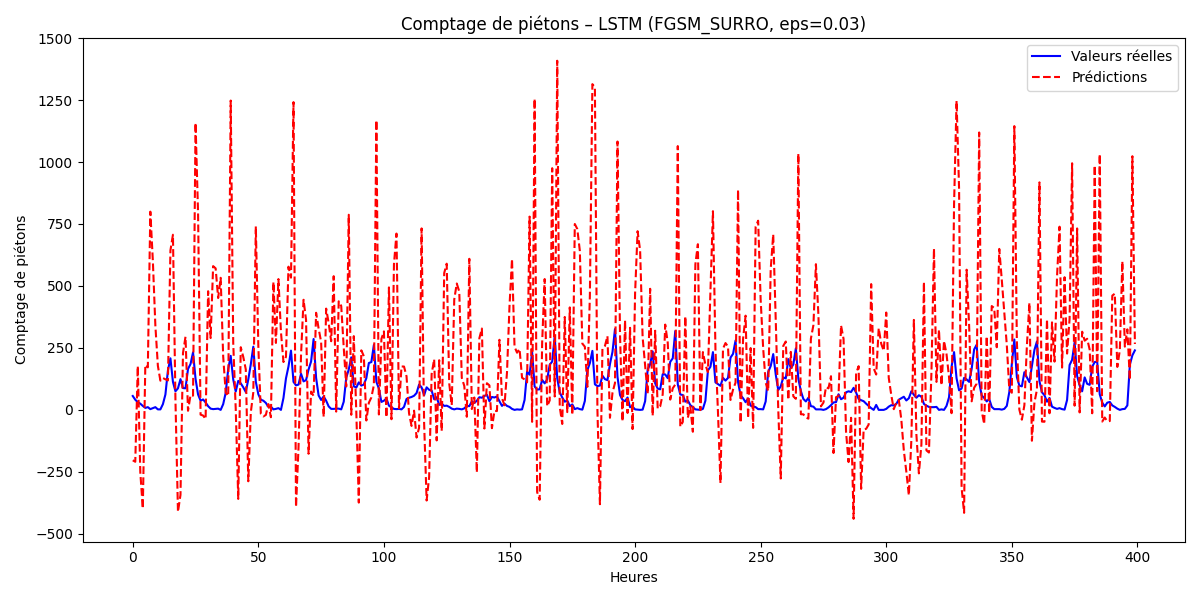 Comptage de piétons – LSTM (FGSM_SURRO, eps=0.03)
1500
1250
1000
750
500
250
0
−250
−500
Comptage de piétons
Valeurs réelles
Prédictions
0 50 100 150 200 250 300 350 400
Heures